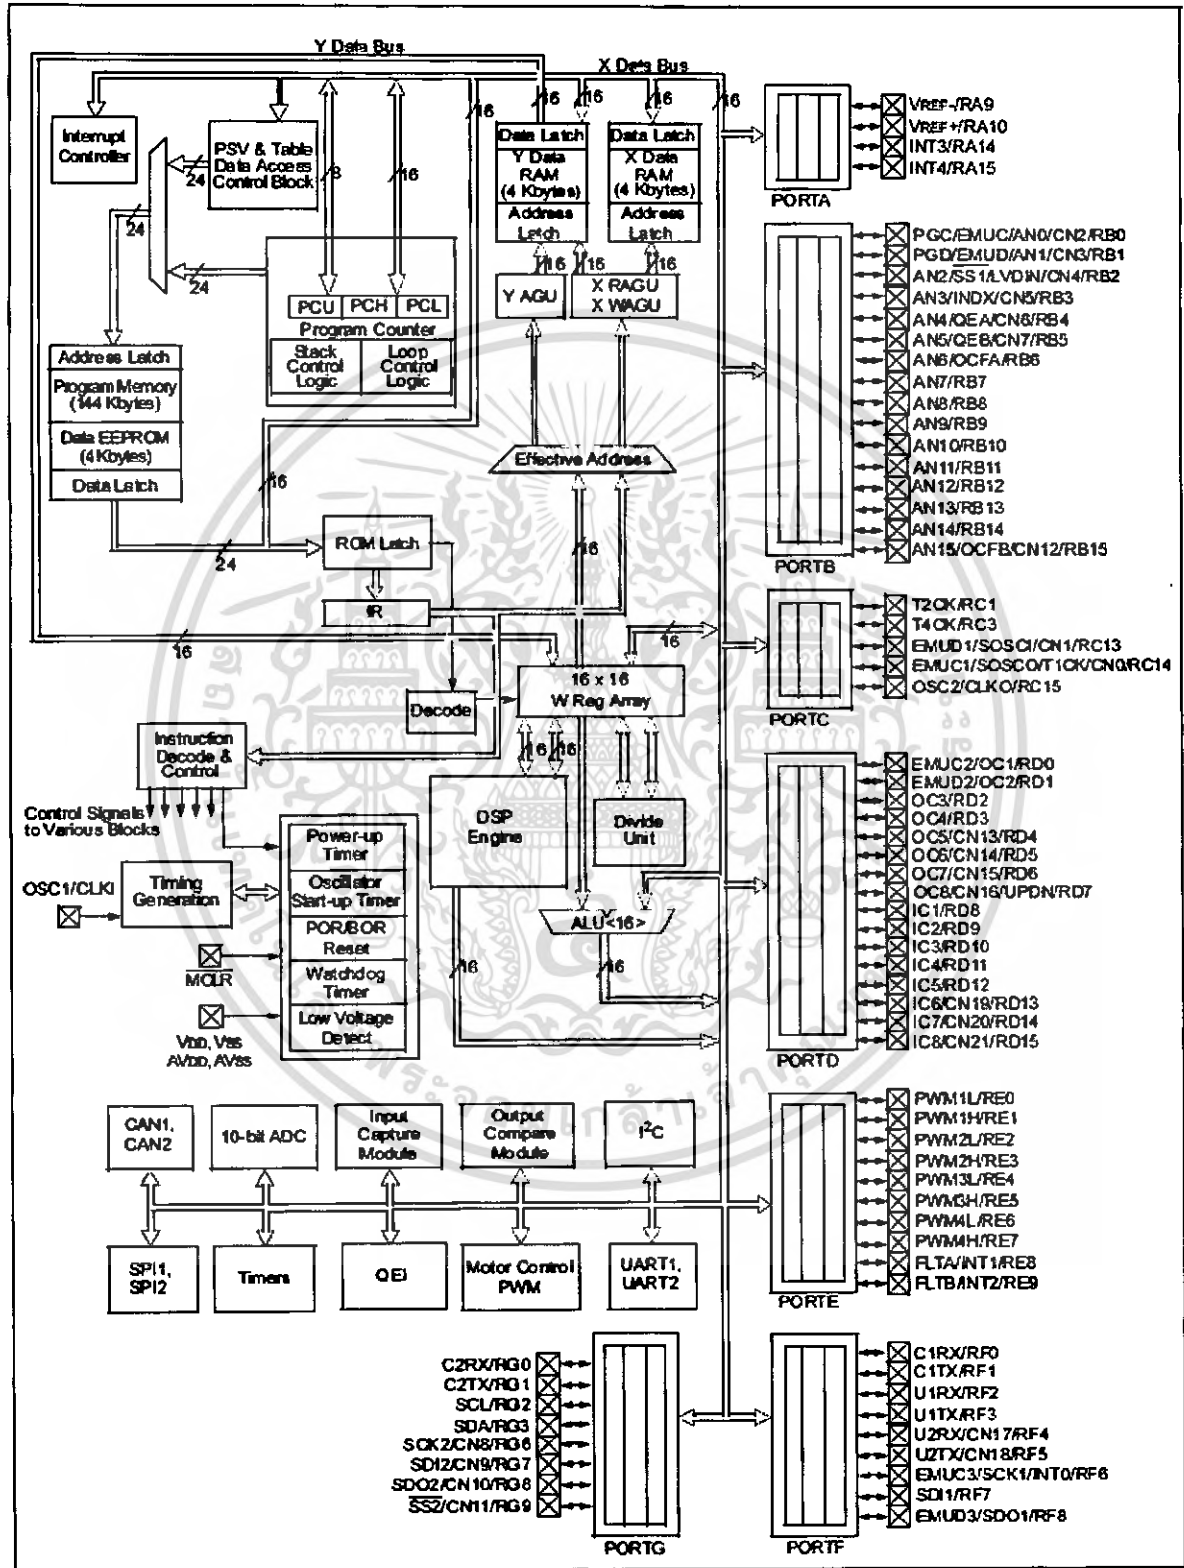 Y Data Bus
X Data Bus
16
16
16
16
16
16
Interrupt
Controller
PSV & Table
Data Access
Control Block
24
24
24
8
16
Data Latch
Y Data
RAM
(4 Kbytes)
Address
Latch
Data Latch
X Data
RAM
(4 Kbytes)
Address
Latch
16
16
16
Y AGU
X RAGU
X WAGU
PCU
PCH
PCL
Program Counter
Stack
Control
Logic
Loop
Control
Logic
Address Latch
Program Memory
(144 Kbytes)
Data EEPROM
(4 Kbytes)
Data Latch
16
Effective Address
24
ROM Latch
16
IR
16
16
16 x 16
W Reg Array
Decode
Instruction
Decode &
Control
16
16
Control Signals
to Various Blocks
DSP
Engine
Divide
Unit
Power-up
Timer
Oscillator
Start-up Timer
POR/BOR
Reset
Watchdog
Timer
Low Voltage
Detect
OSC1/CLKI
Timing
Generation
MCLR
VDD, VSS
AVDD, AVSS
ALU<16>
16
16
CAN1,
CAN2
10-bit ADC
Input
Capture
Module
Output
Compare
Module
I²C
SPI1,
SPI2
Timers
QEI
Motor Control
PWM
UART1,
UART2
VREF-/RA9
VREF+/RA10
INT3/RA14
INT4/RA15
PORTA
PGC/EMUC/AN0/CN2/RB0
PGD/EMUD/AN1/CN3/RB1
AN2/SS1/LVDIN/CN4/RB2
AN3/INDX/CN5/RB3
AN4/QEA/CN6/RB4
AN5/QEB/CN7/RB5
AN6/OCFA/RB6
AN7/RB7
AN8/RB8
AN9/RB9
AN10/RB10
AN11/RB11
AN12/RB12
AN13/RB13
AN14/RB14
AN15/OCFB/CN12/RB15
PORTB
T2CK/RC1
T4CK/RC3
EMUD1/SOSCI/CN1/RC13
EMUC1/SOSCO/T1CK/CN0/RC14
OSC2/CLKO/RC15
PORTC
EMUC2/OC1/RD0
EMUD2/OC2/RD1
OC3/RD2
OC4/RD3
OC5/CN13/RD4
OC6/CN14/RD5
OC7/CN15/RD6
OC8/CN16/UPDN/RD7
IC1/RD8
IC2/RD9
IC3/RD10
IC4/RD11
IC5/RD12
IC6/CN19/RD13
IC7/CN20/RD14
IC8/CN21/RD15
PORTD
PWM1L/RE0
PWM1H/RE1
PWM2L/RE2
PWM2H/RE3
PWM3L/RE4
PWM3H/RE5
PWM4L/RE6
PWM4H/RE7
FLTA/INT1/RE8
FLTB/INT2/RE9
PORTE
C2RX/RG0
C2TX/RG1
SCL/RG2
SDA/RG3
SCK2/CN8/RG6
SDI2/CN9/RG7
SDO2/CN10/RG8
SS2/CN11/RG9
PORTG
C1RX/RF0
C1TX/RF1
U1RX/RF2
U1TX/RF3
U2RX/CN17/RF4
U2TX/CN18/RF5
EMUC3/SCK1/INT0/RF6
SDI1/RF7
EMUD3/SDO1/RF8
PORTF